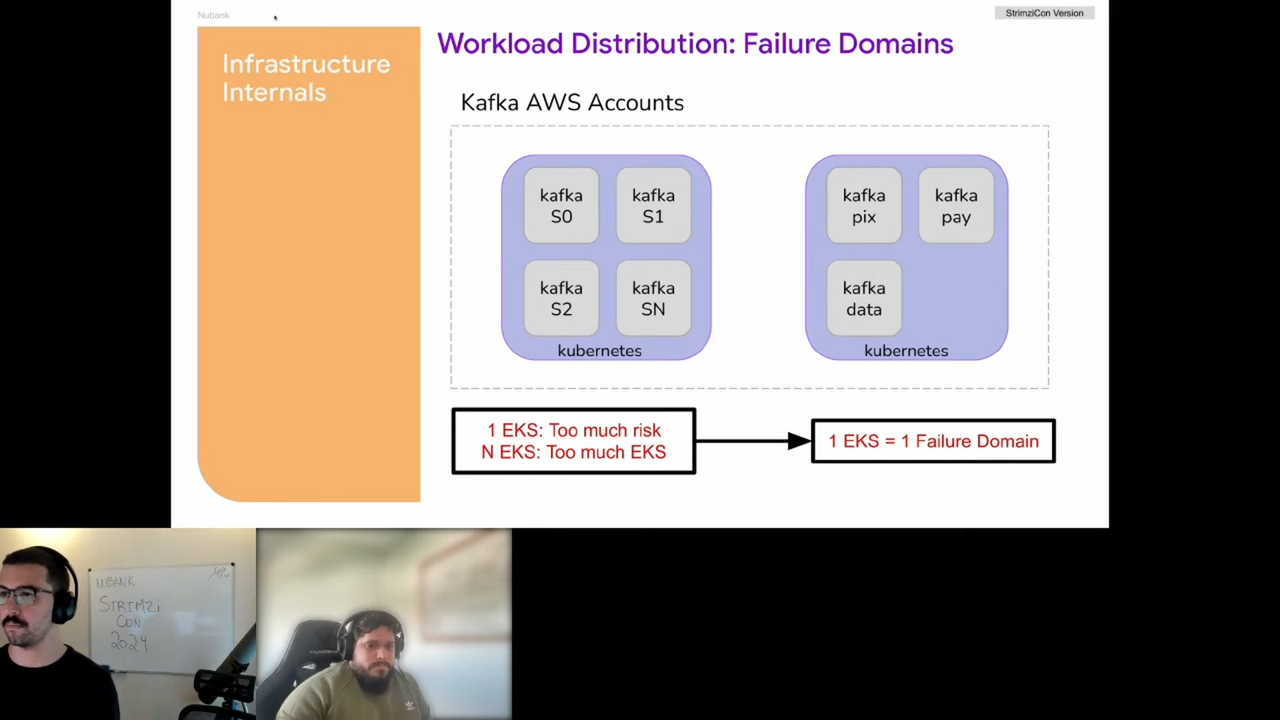 Nubank
StrimziCon Version
Infrastructure
Internals
Workload Distribution: Failure Domains
Kafka AWS Accounts
kafka
S0
kafka
S1
kafka
S2
kafka
SN
kubernetes
kafka
pix
kafka
pay
kafka
data
kubernetes
1 EKS: Too much risk
N EKS: Too much EKS
1 EKS = 1 Failure Domain
NUBANK
STRIMZi
CON
2024